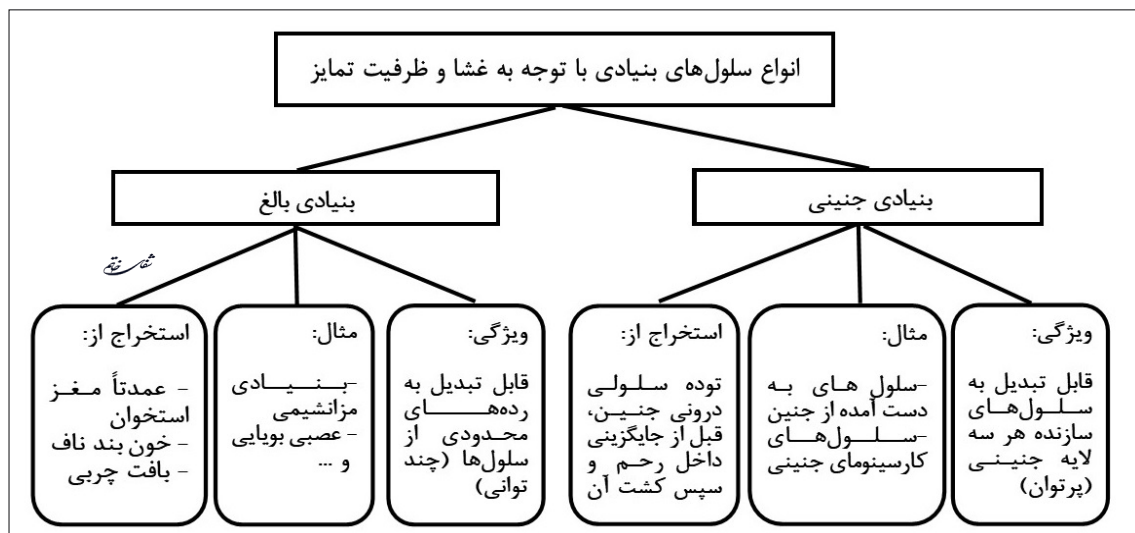 انواع سلول‌های بنیادی با توجه به غشا و ظرفیت تمایز
بنیادی جنینی
بنیادی بالغ
شفای خاتم
ویژگی:
قابل تبدیل به
سلول‌های
سازنده هر سه
لایه جنینی
(پرتوان)
مثال:
-سلول های به
دست آمده از جنین
-سلول‌های
کارسینومای جنینی
استخراج از:
توده سلولی
درونی جنین،
قبل از جایگزینی
داخل رحم و
سپس کشت آن
ویژگی:
قابل تبدیل به
رده‌های
محدودی از
سلول‌ها (چند
توانی)
مثال:
-بنیادی
مزانشیمی
- عصبی بویایی
و ...
استخراج از:
- عمدتاً مغز
استخوان
- خون بند ناف
- بافت چربی